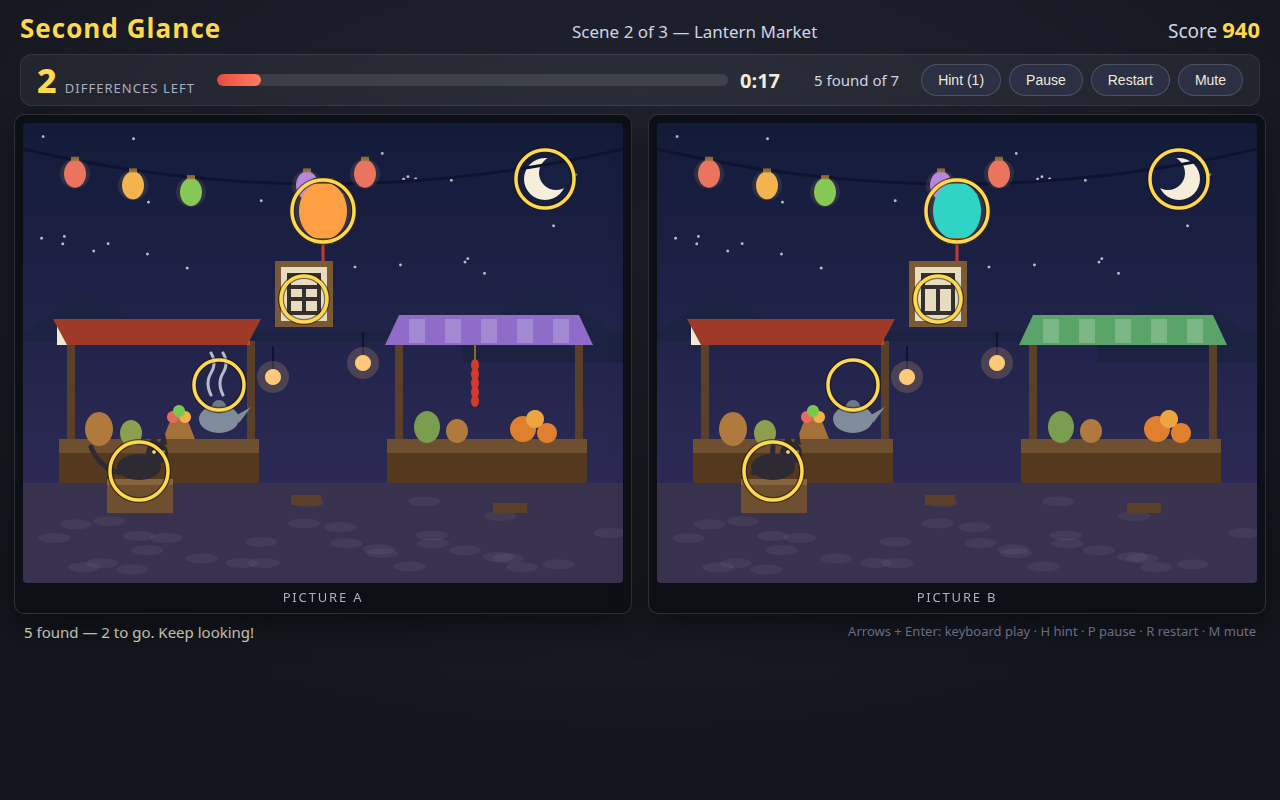 Second Glance
Scene 2 of 3 — Lantern Market
Score 940
2 DIFFERENCES LEFT
0:17
5 found of 7
Hint (1)
Pause
Restart
Mute
PICTURE A
PICTURE B
5 found — 2 to go. Keep looking!
Arrows + Enter: keyboard play · H hint · P pause · R restart · M mute